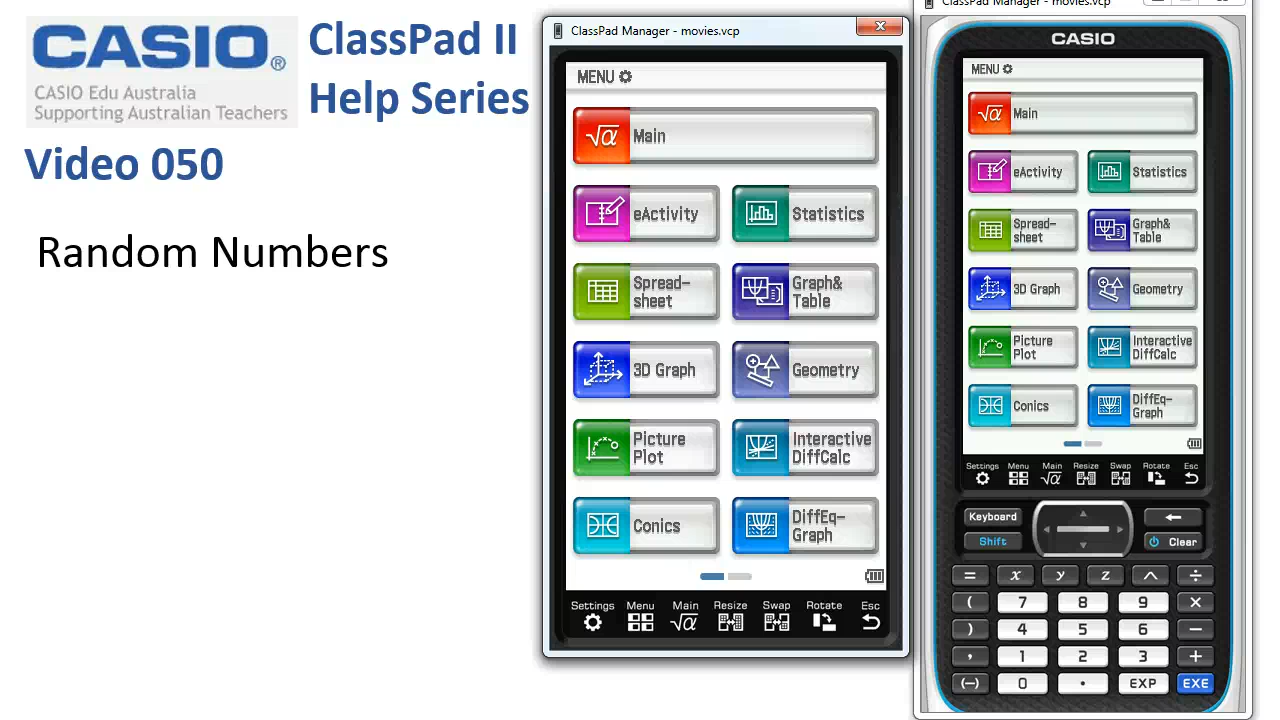 CASIO®
CASIO Edu Australia
Supporting Australian Teachers
ClassPad II
Help Series
Video 050
Random Numbers
ClassPad Manager - movies.vcp
MENU
Main
eActivity
Statistics
Spread-
sheet
Graph&
Table
3D Graph
Geometry
Picture
Plot
Interactive
DiffCalc
Conics
DiffEq-
Graph
Settings Menu Main Resize Swap Rotate Esc
ClassPad Manager - movies.vcp
CASIO
MENU
Main
eActivity
Statistics
Spread-
sheet
Graph&
Table
3D Graph
Geometry
Picture
Plot
Interactive
DiffCalc
Conics
DiffEq-
Graph
Settings Menu Main Resize Swap Rotate Esc
Keyboard
Shift
Clear
= x y z ^ ÷
( 7 8 9 ×
) 4 5 6 −
, 1 2 3 +
(−) 0 . EXP EXE